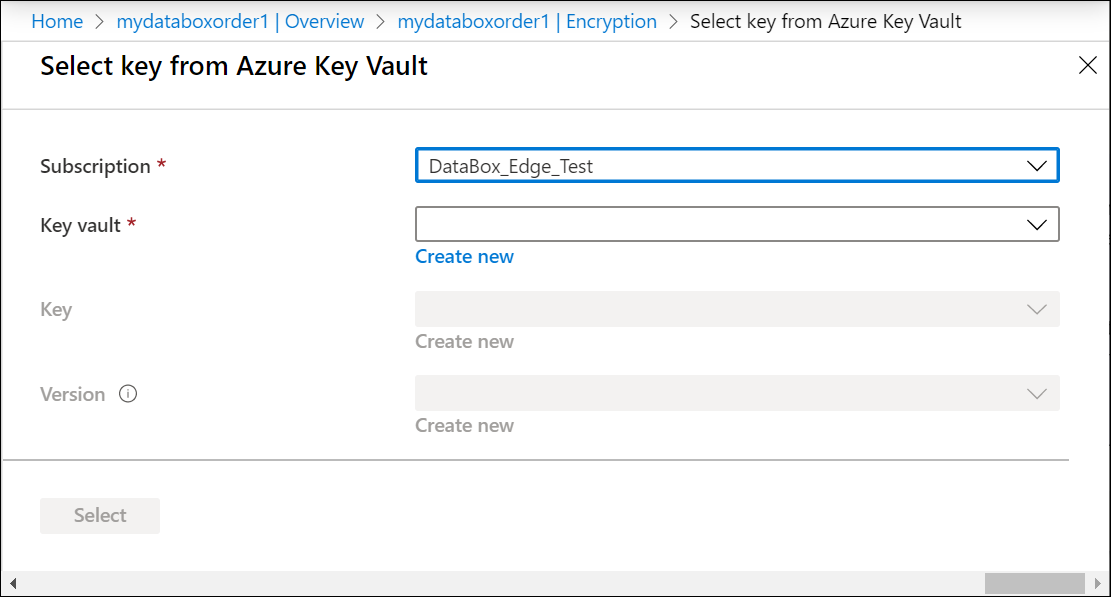 Home > mydataboxorder1 | Overview > mydataboxorder1 | Encryption > Select key from Azure Key Vault
Select key from Azure Key Vault
Subscription * DataBox_Edge_Test
Key vault *
Create new
Key
Create new
Version
Create new
Select